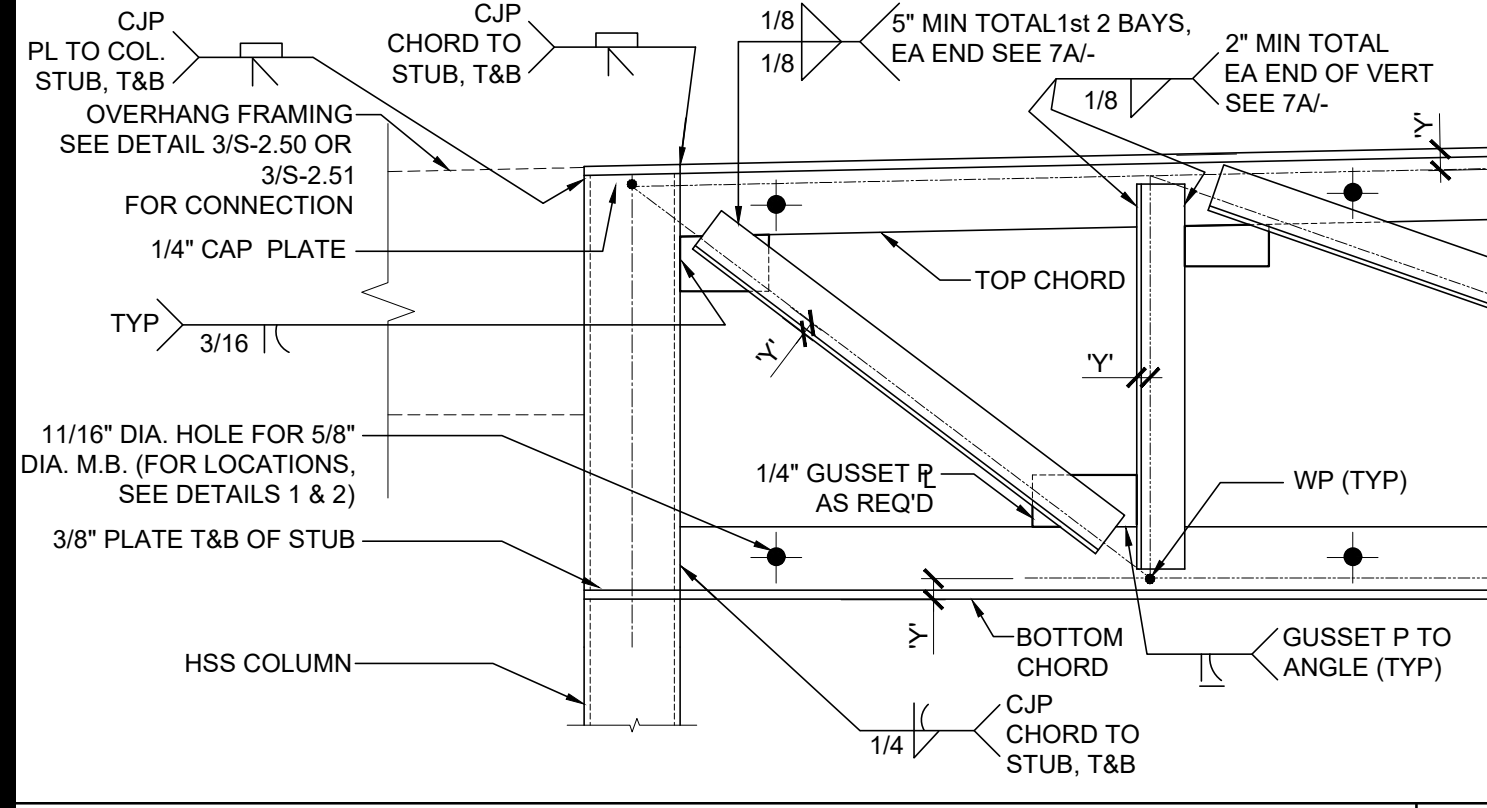 CJP
PL TO COL.
STUB, T&B
CJP
CHORD TO
STUB, T&B
1/8
1/8
5" MIN TOTAL1st 2 BAYS,
EA END SEE 7A/-
2" MIN TOTAL
EA END OF VERT
SEE 7A/-
1/8
'Y'
OVERHANG FRAMING
SEE DETAIL 3/S-2.50 OR
3/S-2.51
FOR CONNECTION
1/4" CAP PLATE
TOP CHORD
TYP
3/16
'Y'
'Y'
11/16" DIA. HOLE FOR 5/8"
DIA. M.B. (FOR LOCATIONS,
SEE DETAILS 1 & 2)
1/4" GUSSET PL
AS REQ'D
WP (TYP)
3/8" PLATE T&B OF STUB
'Y'
HSS COLUMN
BOTTOM
CHORD
GUSSET P TO
ANGLE (TYP)
1/4
CJP
CHORD TO
STUB, T&B